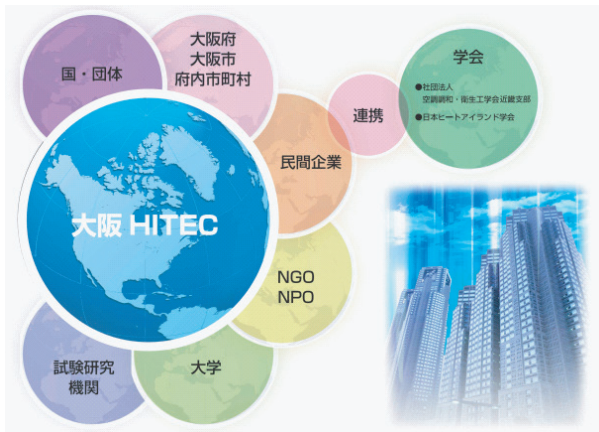 国・団体
大阪府
大阪市
府内市町村
学会
●社団法人
空調調和・衛生工学会近畿支部
●日本ヒートアイランド学会
連携
民間企業
大阪 HITEC
NGO
NPO
試験研究
機関
大学